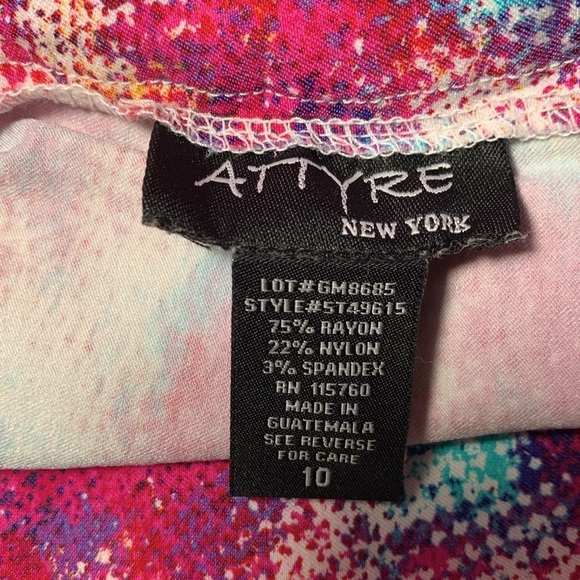 ATTYRE
NEW YORK
LOT#GM8685
STYLE#ST49615
75% RAYON
22% NYLON
3% SPANDEX
RN 115760
MADE IN
GUATEMALA
SEE REVERSE
FOR CARE
10